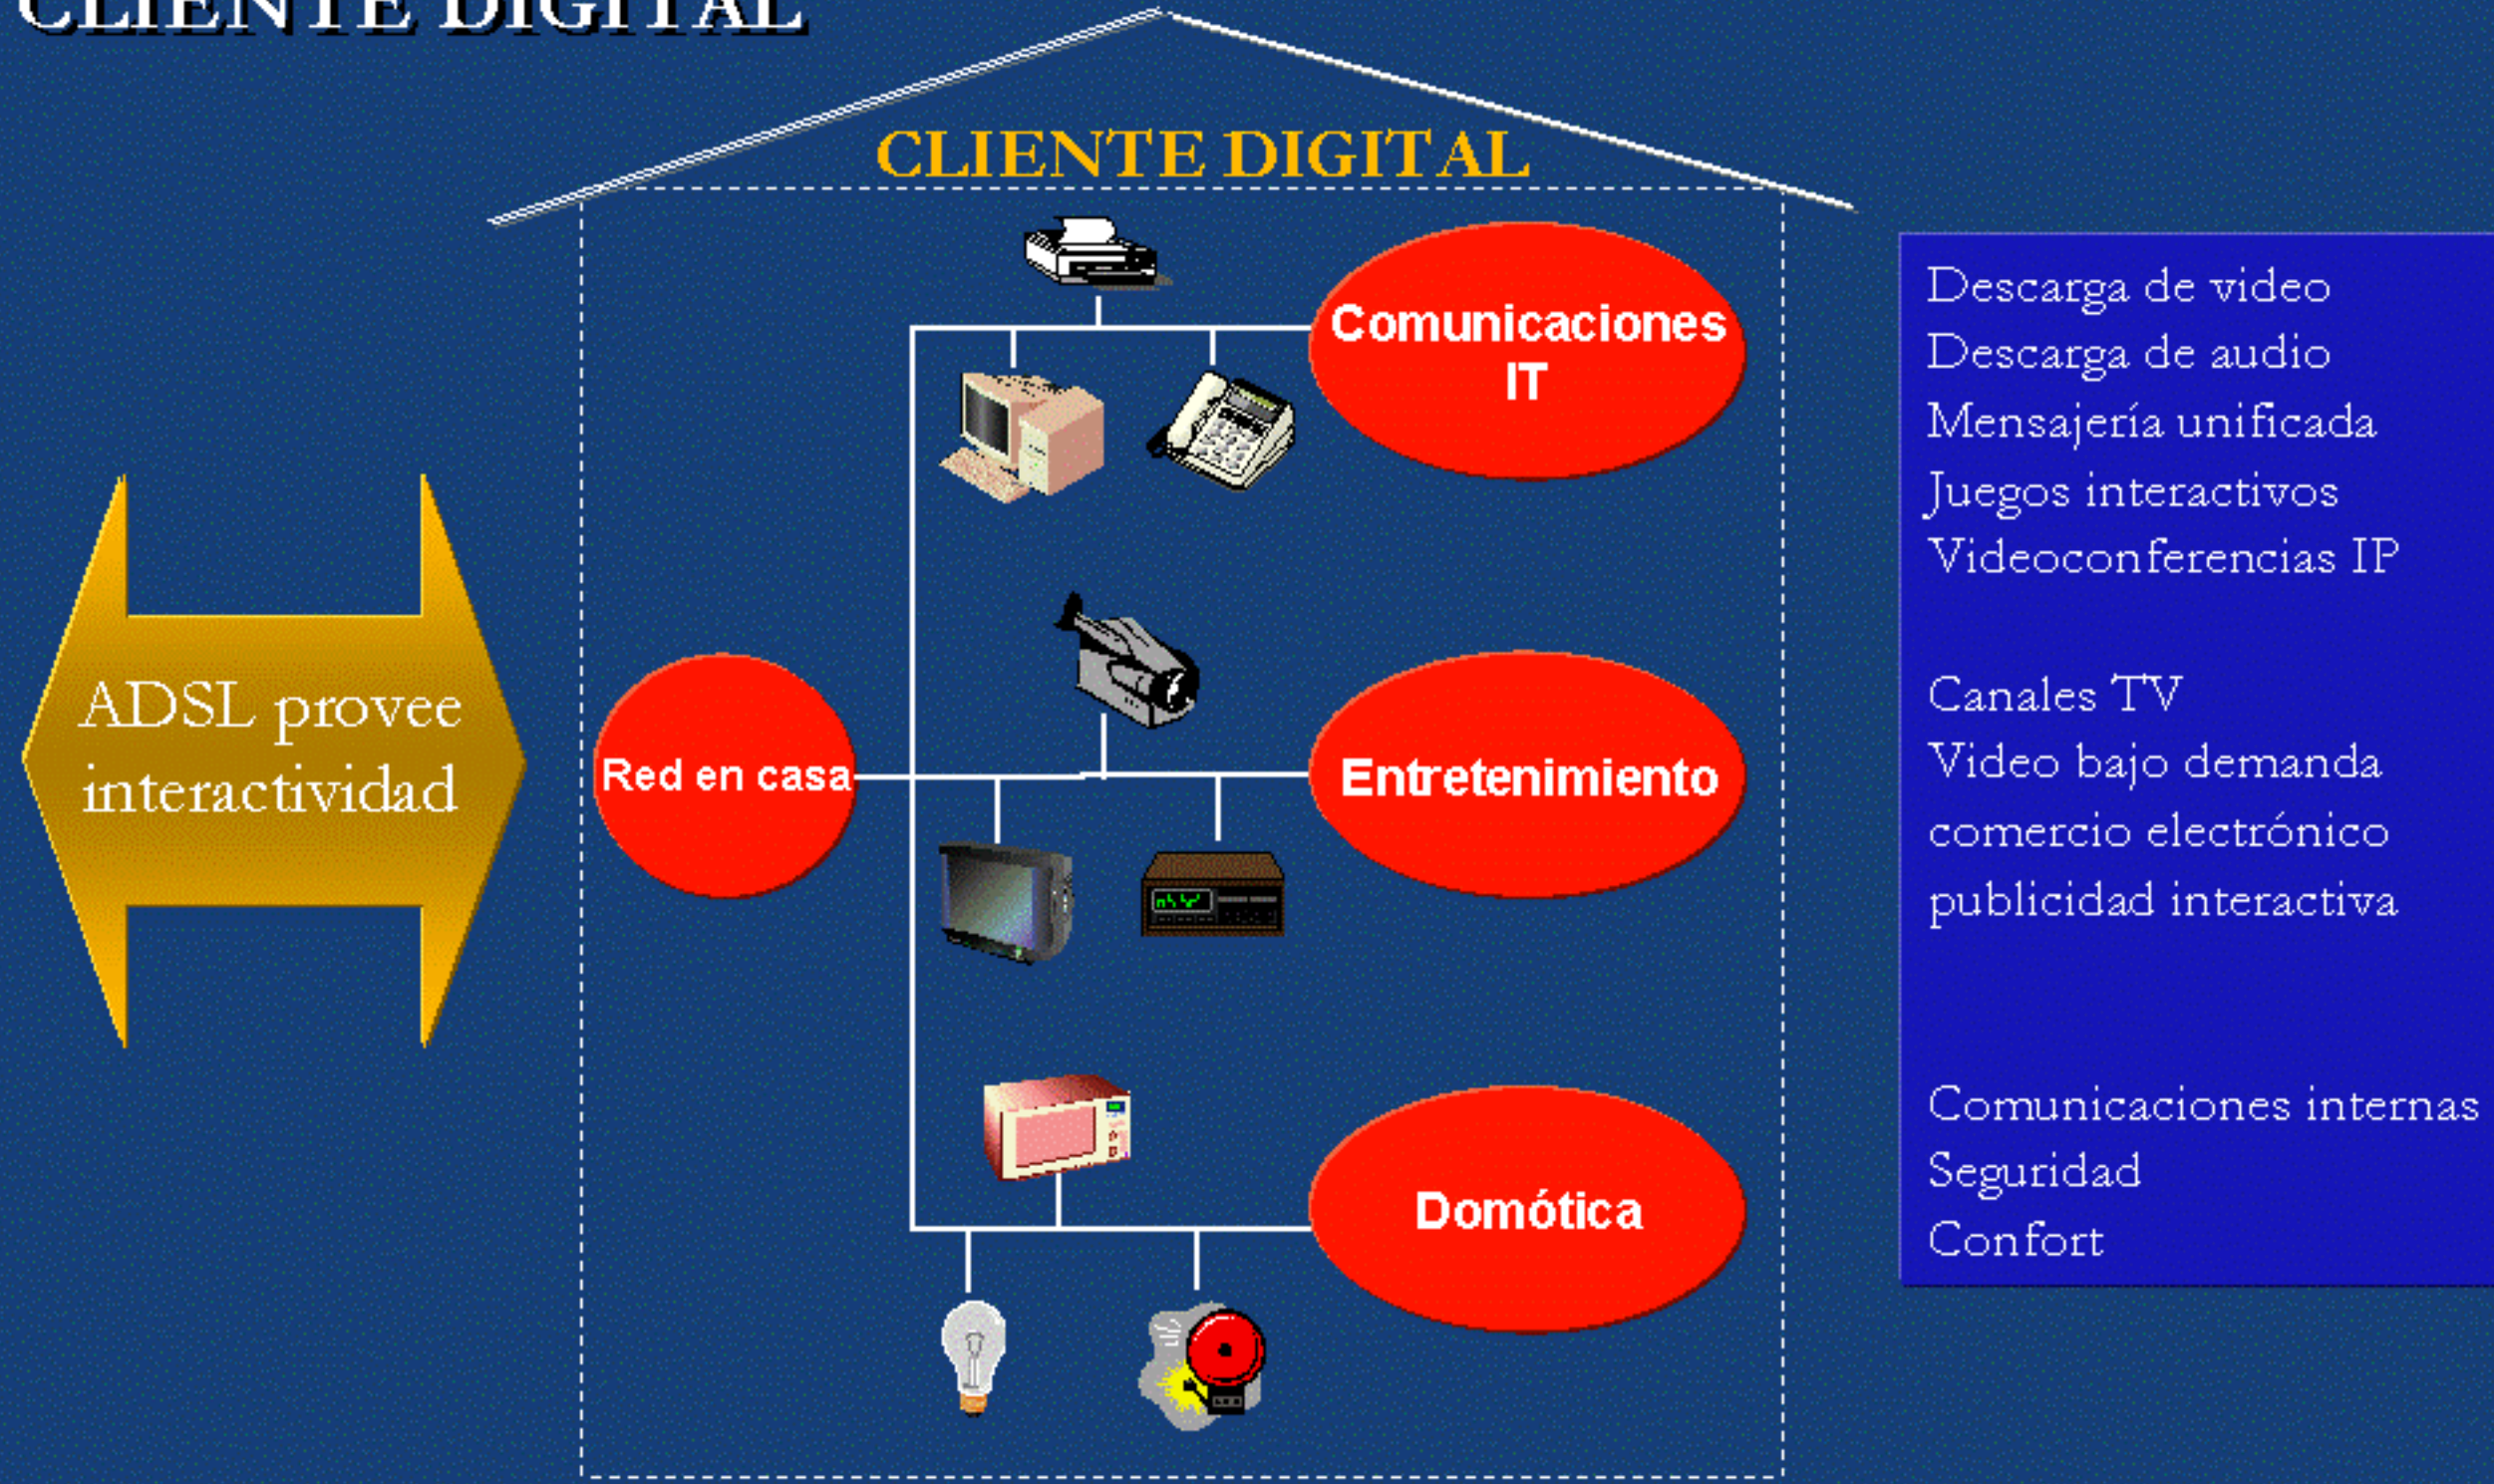 CLIENTE DIGITAL
CLIENTE DIGITAL
Comunicaciones
IT
ADSL provee
interactividad
Red en casa
Entretenimiento
Domótica
Descarga de video
Descarga de audio
Mensajería unificada
Juegos interactivos
Videoconferencias IP
Canales TV
Video bajo demanda
comercio electrónico
publicidad interactiva
Comunicaciones internas
Seguridad
Confort